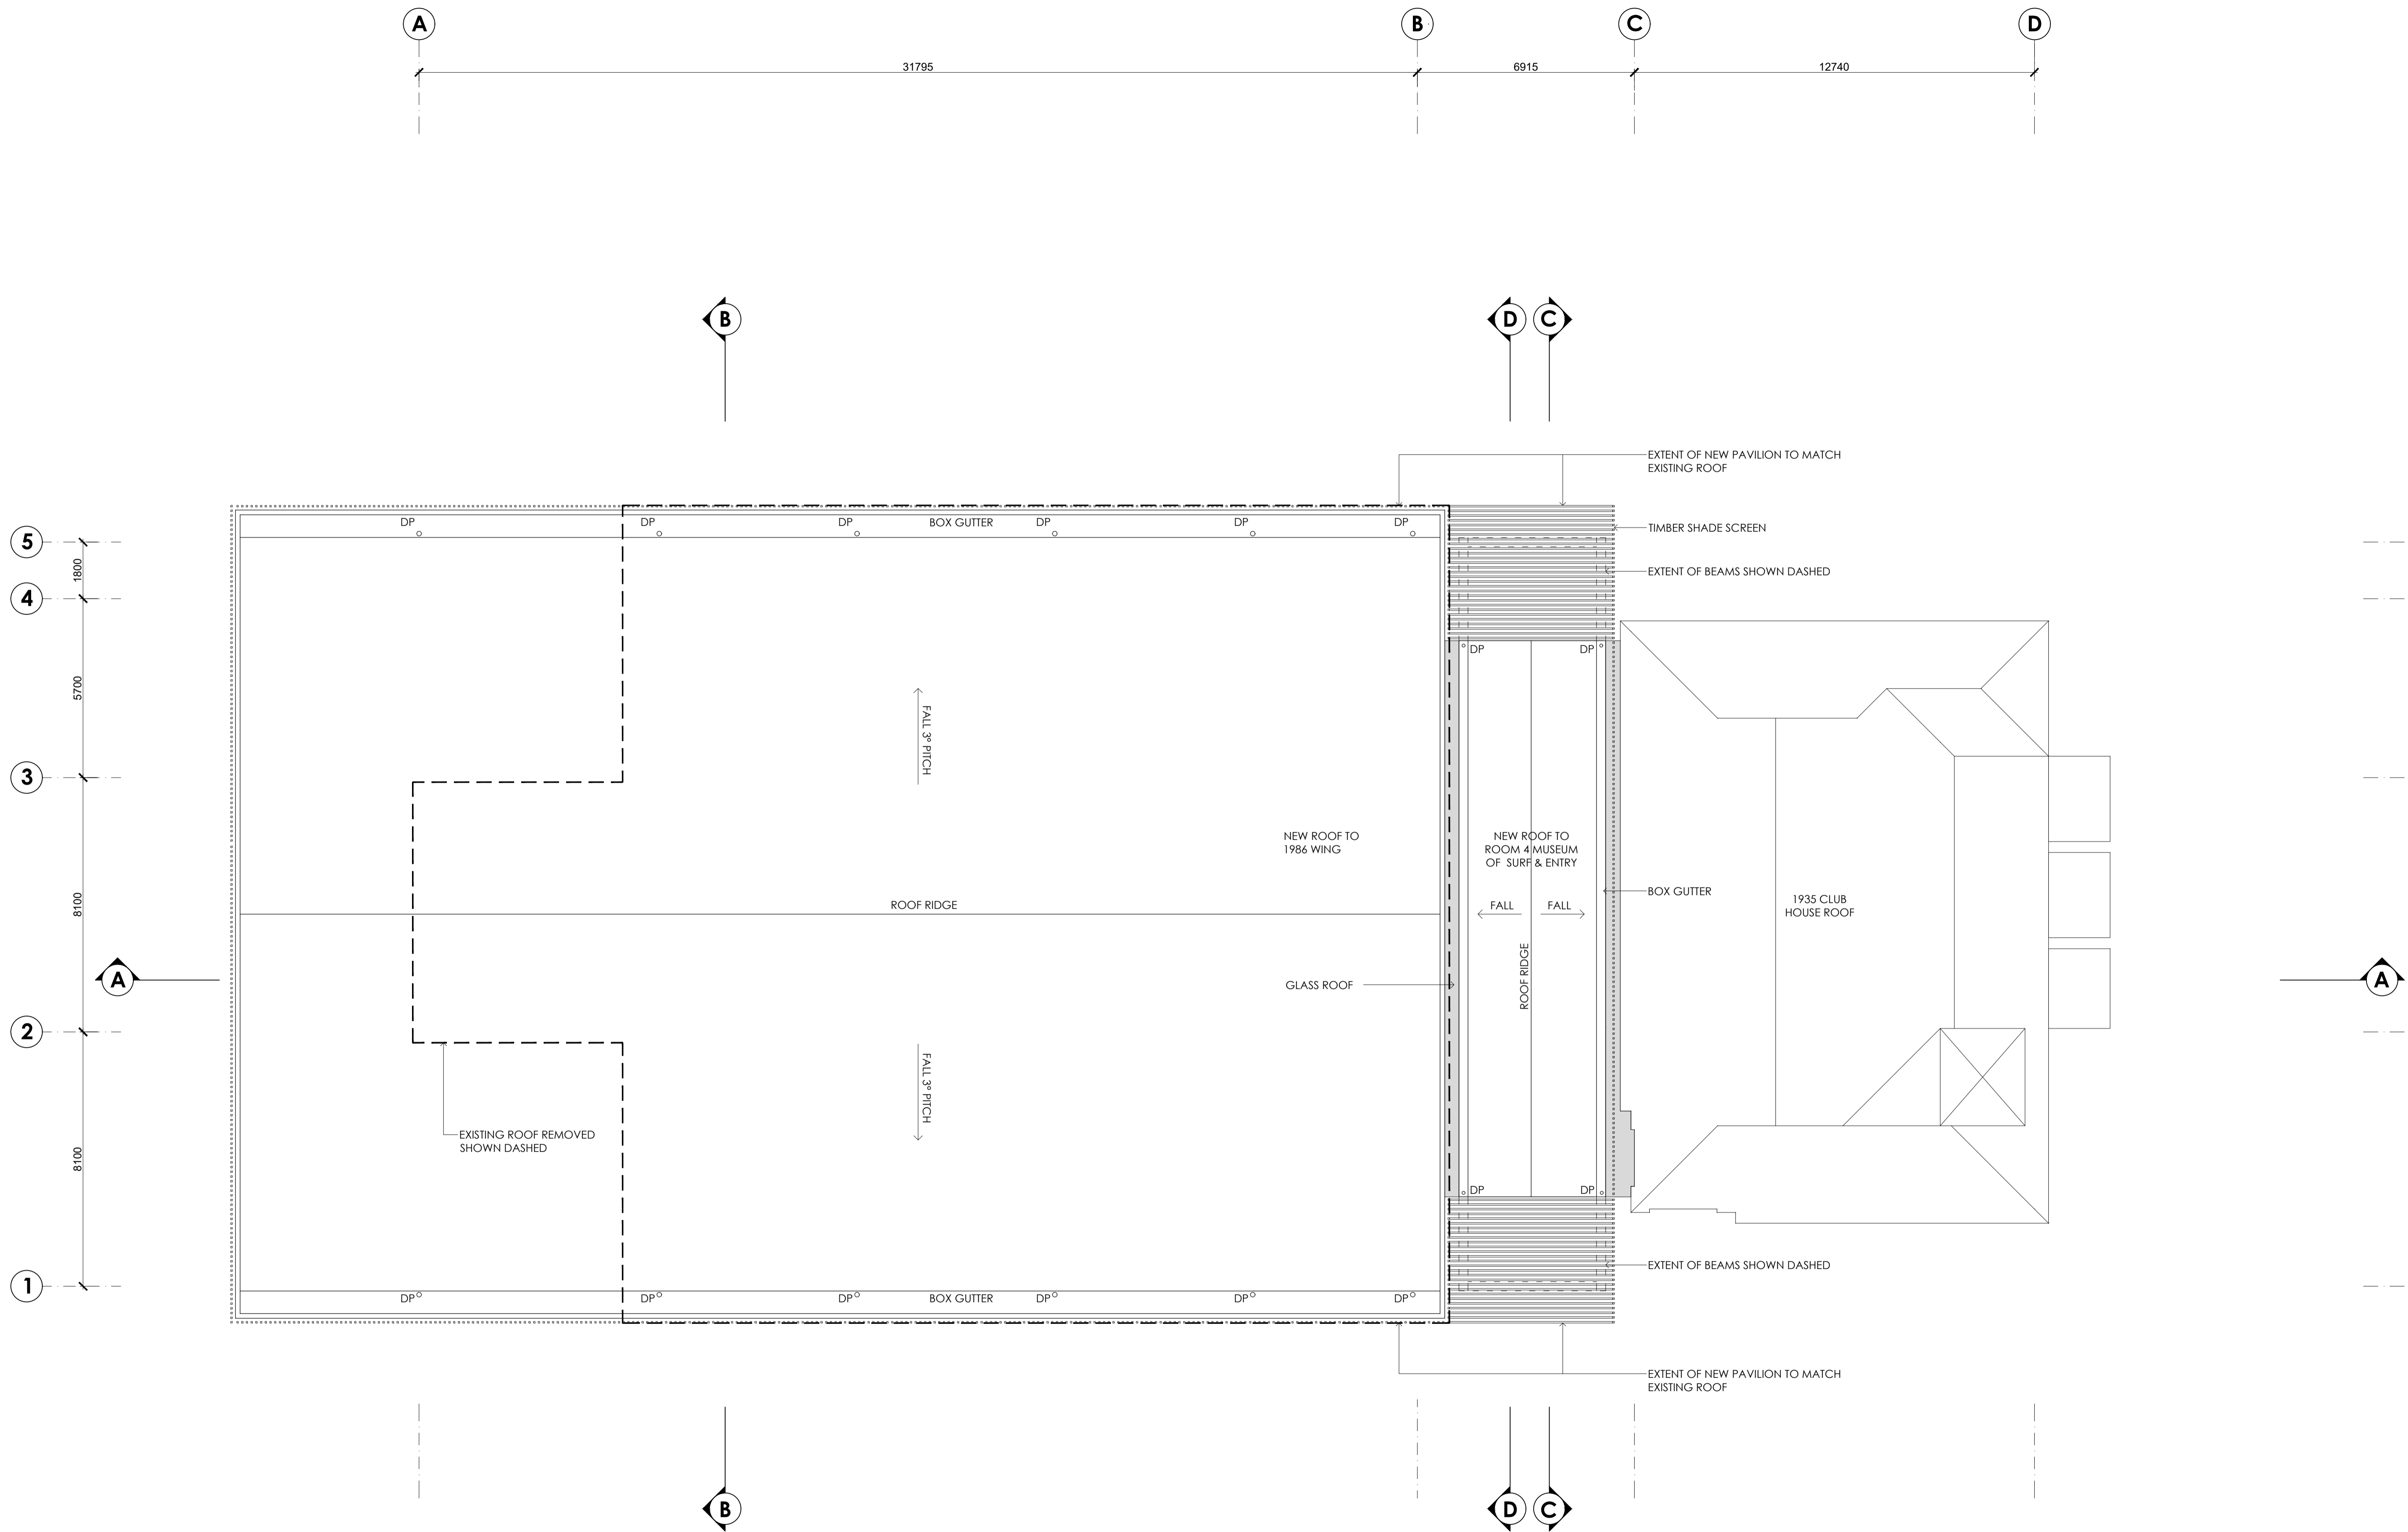 A
B
C
D
31795
6915
12740
B
D
C
EXTENT OF NEW PAVILION TO MATCH
EXISTING ROOF
DP
DP
DP
BOX GUTTER
DP
DP
DP
TIMBER SHADE SCREEN
5
1800
EXTENT OF BEAMS SHOWN DASHED
4
DP
DP
5700
FALL 3° PITCH
3
NEW ROOF TO
1986 WING
NEW ROOF TO
ROOM 4 MUSEUM
OF SURF & ENTRY
BOX GUTTER
1935 CLUB
HOUSE ROOF
8100
ROOF RIDGE
FALL
FALL
ROOF RIDGE
A
GLASS ROOF
A
2
FALL 3° PITCH
EXISTING ROOF REMOVED
SHOWN DASHED
8100
DP
DP
EXTENT OF BEAMS SHOWN DASHED
1
DP
DP
DP
BOX GUTTER
DP
DP
DP
EXTENT OF NEW PAVILION TO MATCH
EXISTING ROOF
B
D
C